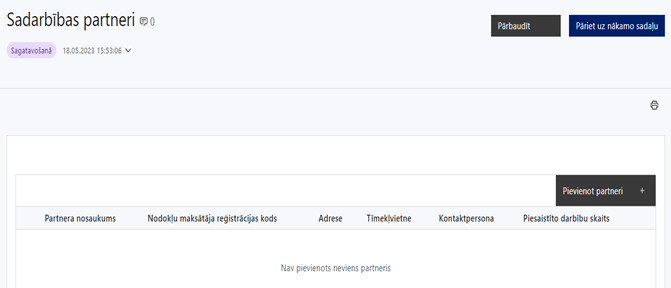 Sadarbības partneri 0
Pārbaudīt
Pāriet uz nākamo sadaļu
Sagatavošanā 18.05.2023 15:53:06
Pievienot partneri +
Partnera nosaukums Nodokļu maksātāja reģistrācijas kods Adrese Tīmekļvietne Kontaktpersona Piesaistīto darbību skaits
Nav pievienots neviens partneris